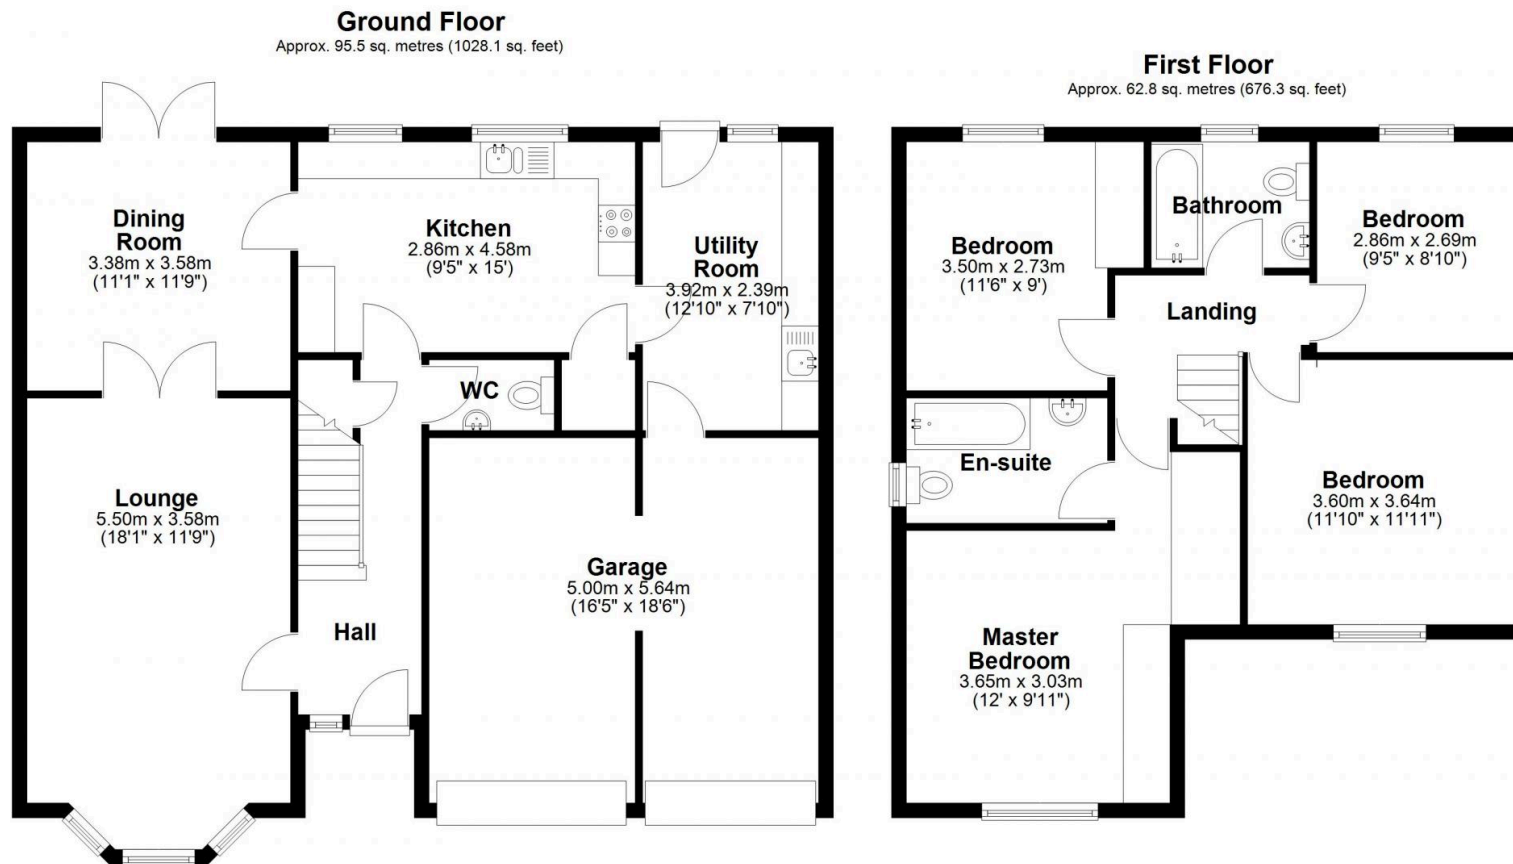 Ground Floor
Approx. 95.5 sq. metres (1028.1 sq. feet)
Dining
Room
3.38m x 3.58m
(11'1" x 11'9")
Kitchen
2.86m x 4.58m
(9'5" x 15')
Utility
Room
3.92m x 2.39m
(12'10" x 7'10")
WC
Lounge
5.50m x 3.58m
(18'1" x 11'9")
Garage
5.00m x 5.64m
(16'5" x 18'6")
Hall
First Floor
Approx. 62.8 sq. metres (676.3 sq. feet)
Bedroom
3.50m x 2.73m
(11'6" x 9')
Bathroom
Bedroom
2.86m x 2.69m
(9'5" x 8'10")
Landing
En-suite
Bedroom
3.60m x 3.64m
(11'10" x 11'11")
Master
Bedroom
3.65m x 3.03m
(12' x 9'11")